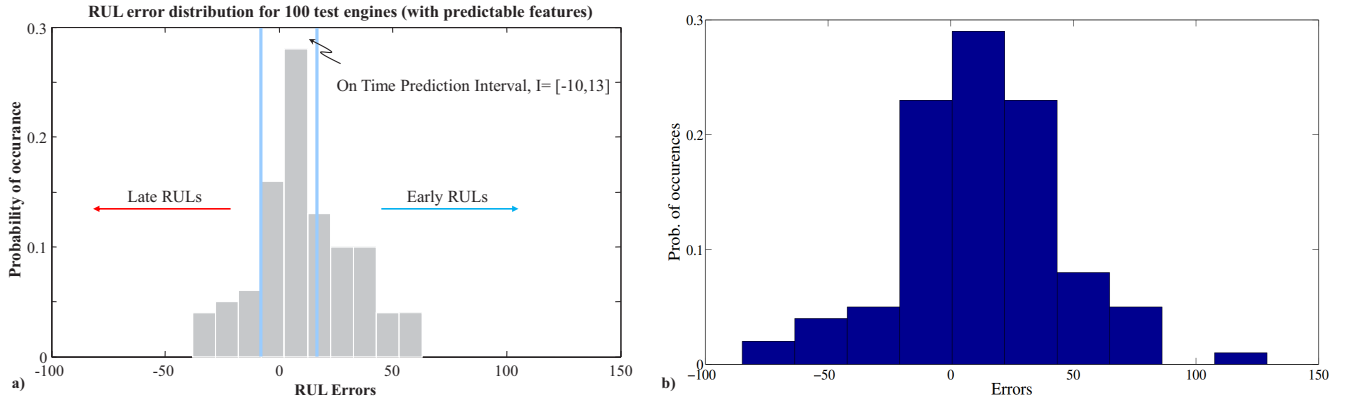 RUL error distribution for 100 test engines (with predictable features)
0.3
0.2
0.1
0
Probability of occurance
On Time Prediction Interval, I= [-10,13]
Late RULs
Early RULs
-100
-50
0
50
100
150
RUL Errors
a)
0.3
0.2
0.1
0
Prob. of occurences
−100
−50
0
50
100
150
Errors
b)